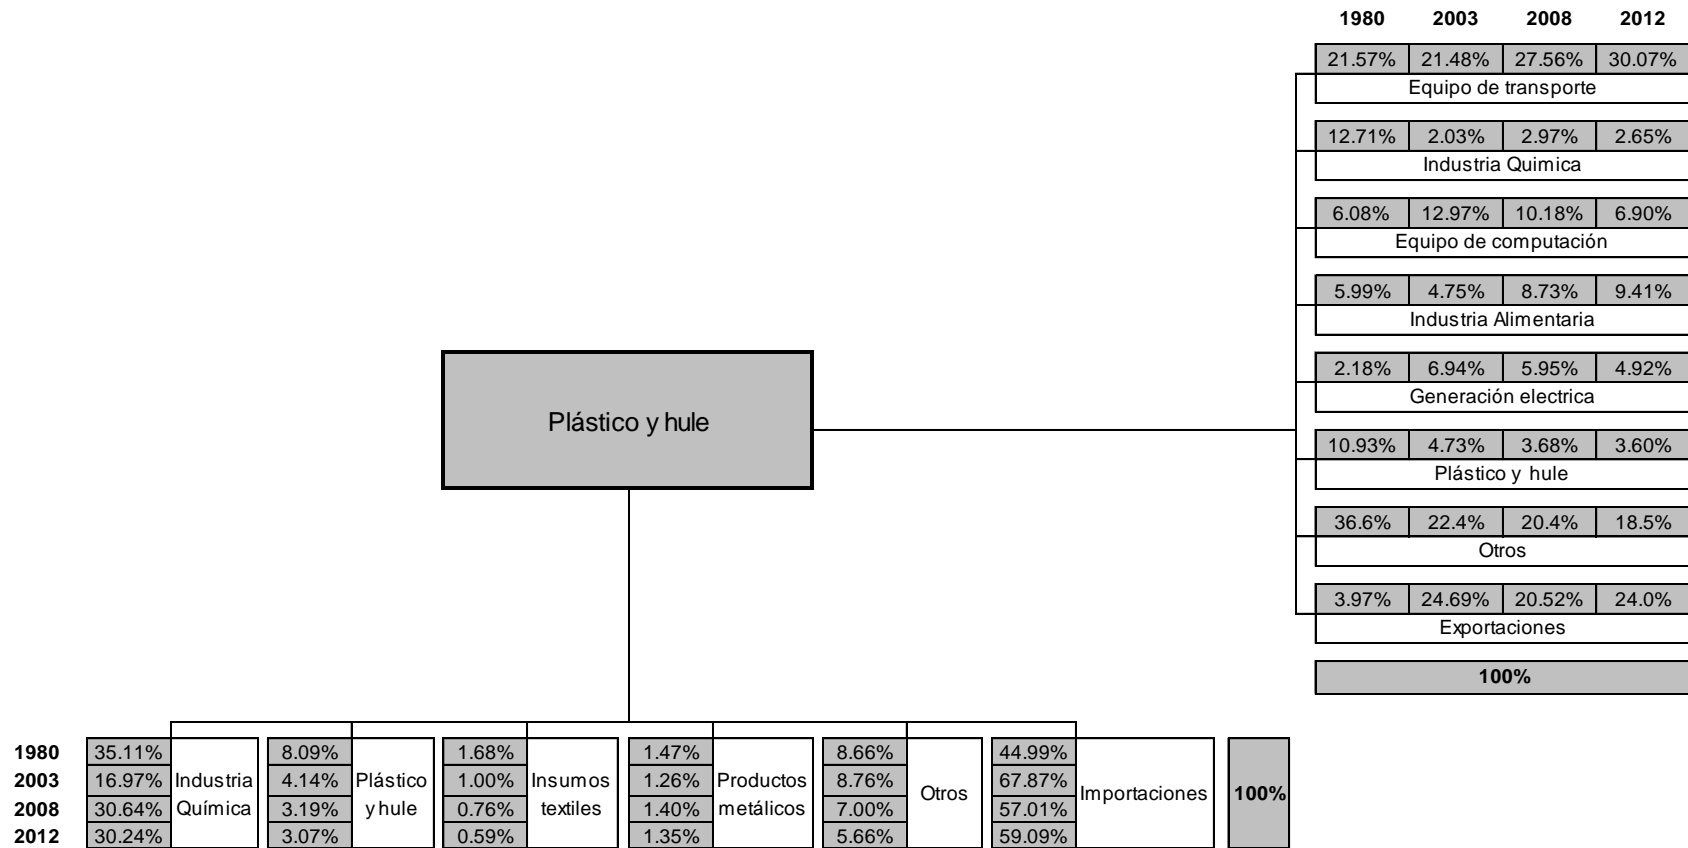 1980 2003 2008 2012
21.57% 21.48% 27.56% 30.07%
Equipo de transporte
12.71% 2.03% 2.97% 2.65%
Industria Quimica
6.08% 12.97% 10.18% 6.90%
Equipo de computación
5.99% 4.75% 8.73% 9.41%
Industria Alimentaria
2.18% 6.94% 5.95% 4.92%
Generación electrica
10.93% 4.73% 3.68% 3.60%
Plástico y hule
36.6% 22.4% 20.4% 18.5%
Otros
3.97% 24.69% 20.52% 24.0%
Exportaciones
100%
Plástico y hule
1980 35.11% 8.09% 1.68% 1.47% 8.66% 44.99%
2003 16.97% Industria 4.14% Plástico 1.00% Insumos 1.26% Productos 8.76% Otros 67.87% Importaciones 100%
2008 30.64% Química 3.19% y hule 0.76% textiles 1.40% metálicos 7.00% 57.01%
2012 30.24% 3.07% 0.59% 1.35% 5.66% 59.09%